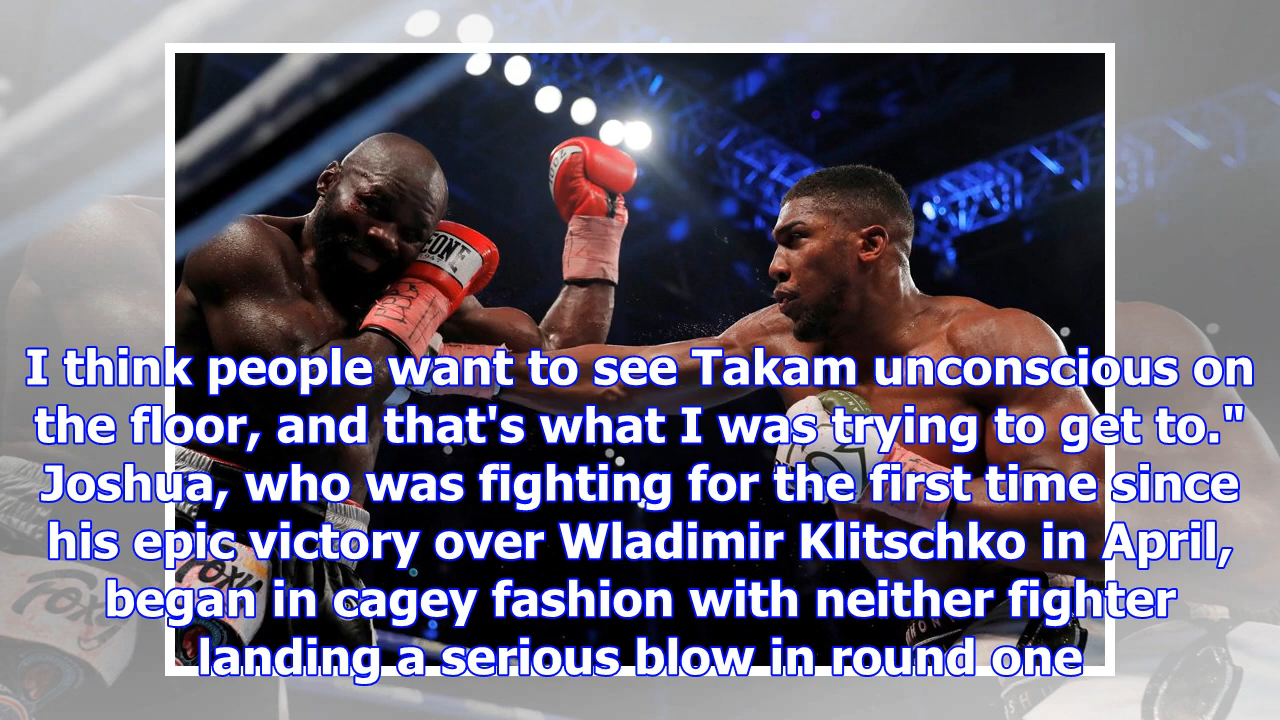 LEONE
1947
I think people want to see Takam unconscious on
the floor, and that's what I was trying to get to."
Joshua, who was fighting for the first time since
his epic victory over Wladimir Klitschko in April,
began in cagey fashion with neither fighter
landing a serious blow in round one